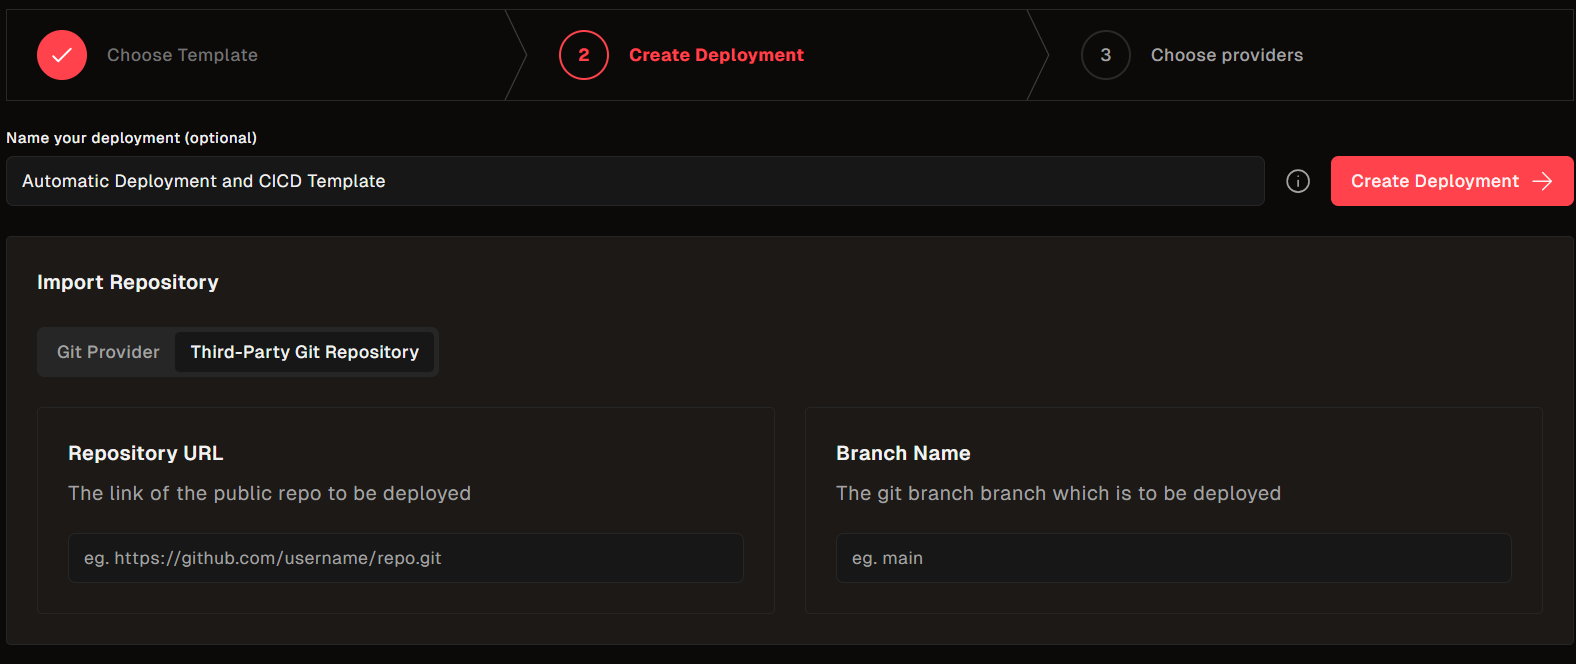 Choose Template
2
Create Deployment
3
Choose providers
Name your deployment (optional)
Automatic Deployment and CICD Template
Create Deployment
Import Repository
Git Provider
Third-Party Git Repository
Repository URL
The link of the public repo to be deployed
eg. https://github.com/username/repo.git
Branch Name
The git branch branch which is to be deployed
eg. main